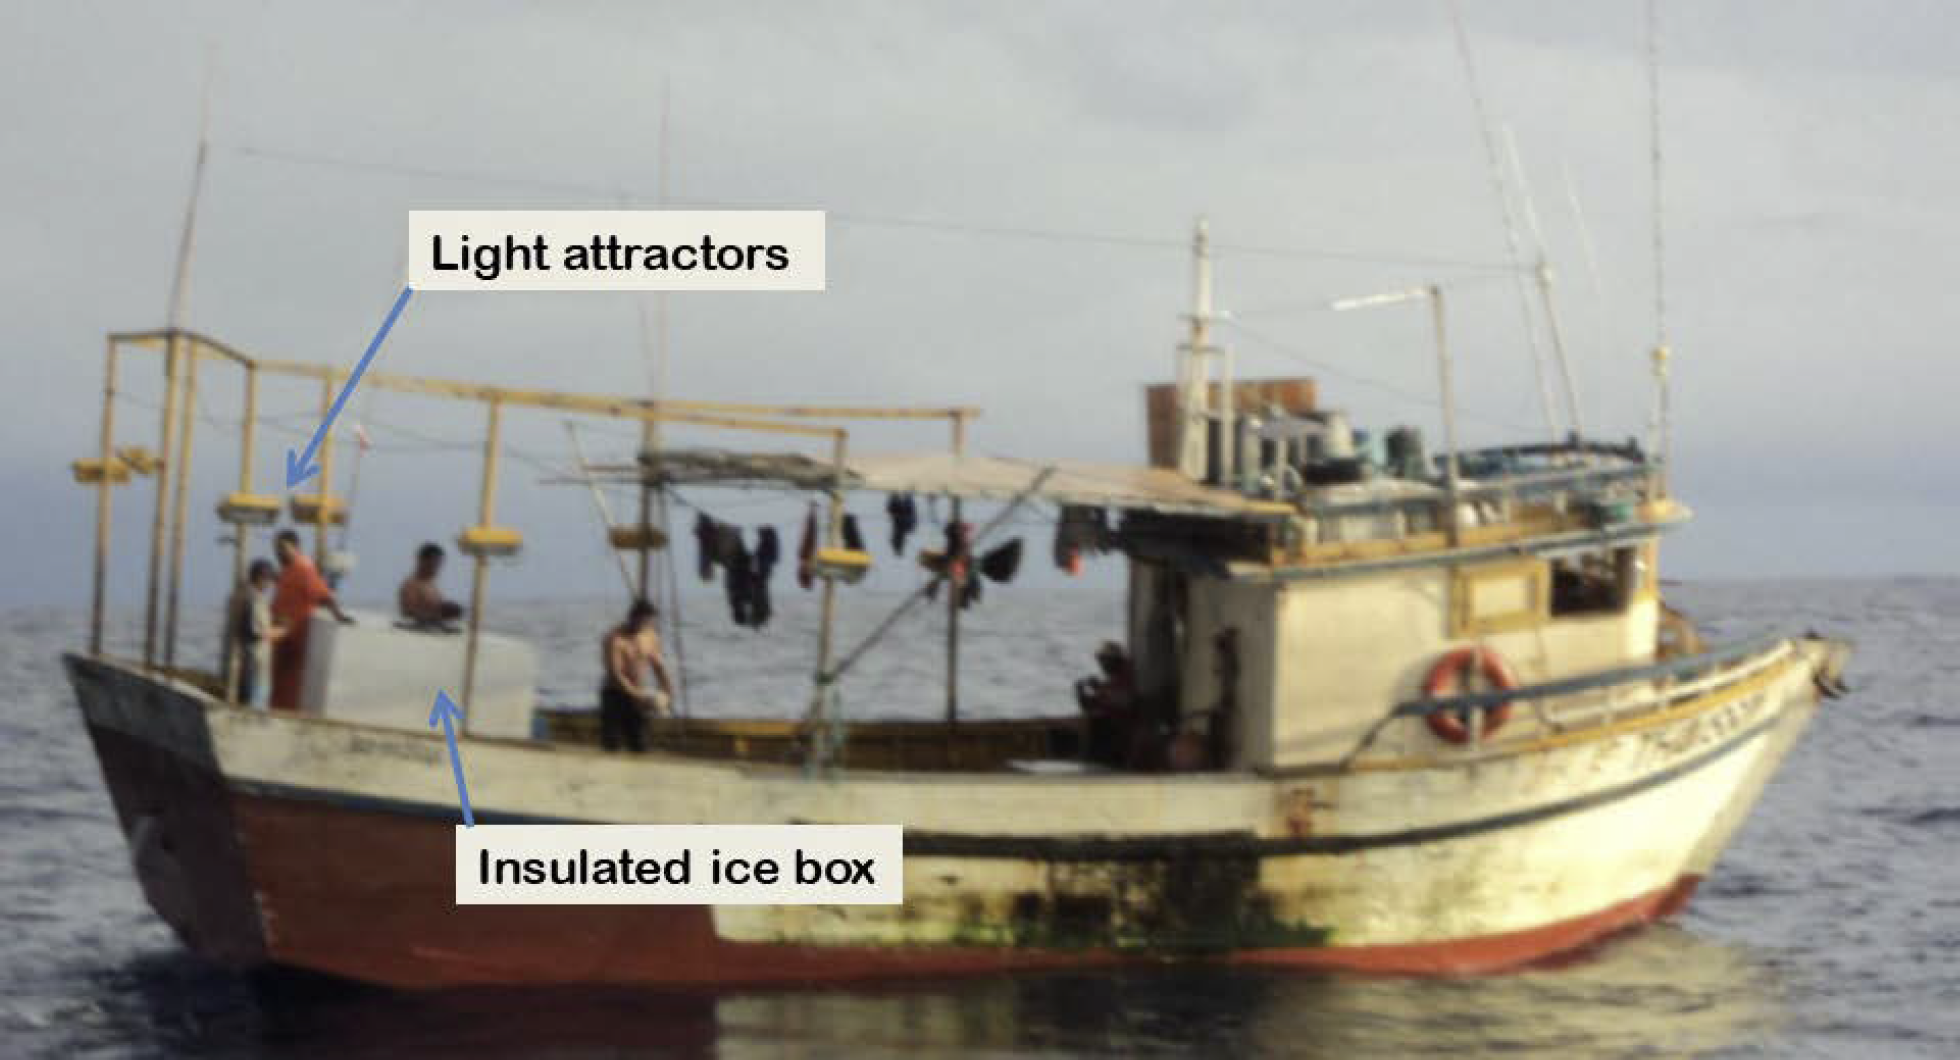 Light attractors
Insulated ice box